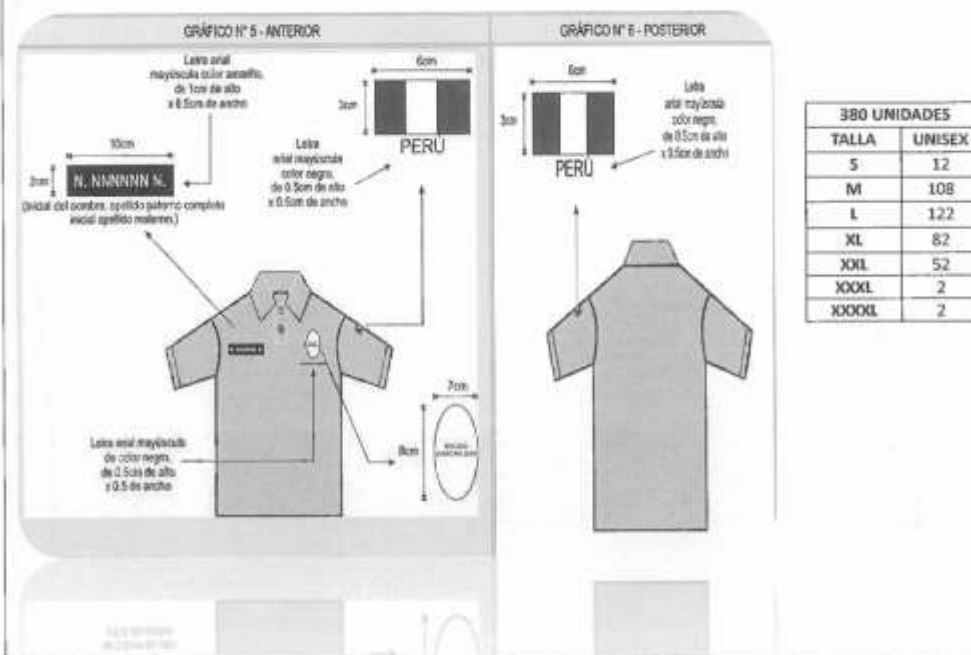 GRÁFICO N° 5 - ANTERIOR
GRÁFICO N° 6 - POSTERIOR
Letra arial
mayúscula color amarillo,
de 1cm de alto
x 0.5cm de ancho
10cm
2cm
N. NNNNNN N.
(Inicial del nombre, apellido paterno completo
inicial apellido materno.)
6cm
3cm
PERÚ
Letra
arial mayúscula
color negro,
de 0.5cm de alto
x 0.5cm de ancho
6cm
3cm
PERÚ
Letra
arial mayúscula
color negro,
de 0.5cm de alto
x 0.5cm de ancho
Letra arial mayúscula
de color negro,
de 0.5cm de alto
x 0.5 de ancho
7cm
8cm
380 UNIDADES
TALLA UNISEX
S 12
M 108
L 122
XL 82
XXL 52
XXXL 2
XXXXL 2